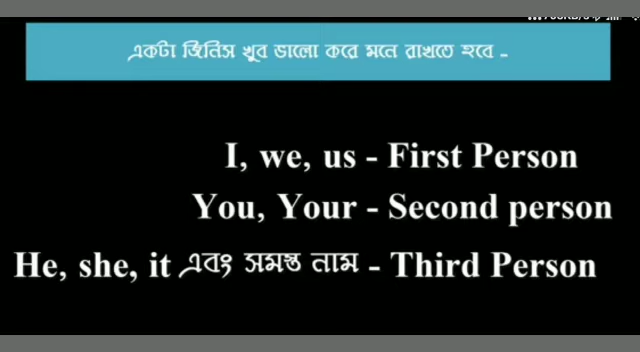 একটা জিনিস খুব ভালো করে মনে রাখতে হবে -
I, we, us - First Person
You, Your - Second person
He, she, it এবং সমস্ত নাম - Third Person